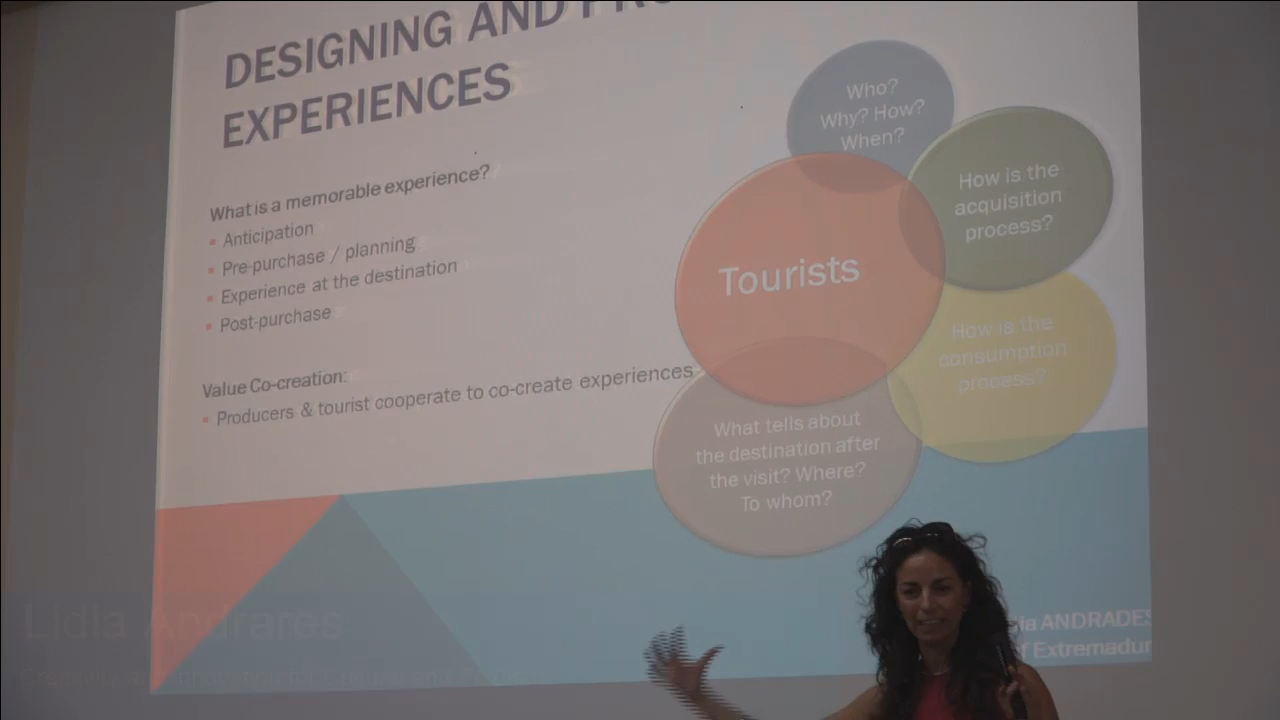 DESIGNING AND
EXPERIENCES
What is a memorable experience?
▪ Anticipation
▪ Pre-purchase / planning
▪ Experience at the destination
▪ Post-purchase
Value Co-creation:
▪ Producers & tourist cooperate to co-create experiences
Who?
Why? How?
When?
How is the
acquisition
process?
Tourists
How is the
consumption
process?
What tells about
the destination after
the visit? Where?
To whom?
Lidia Andrares
ANDRADES
Extremadur